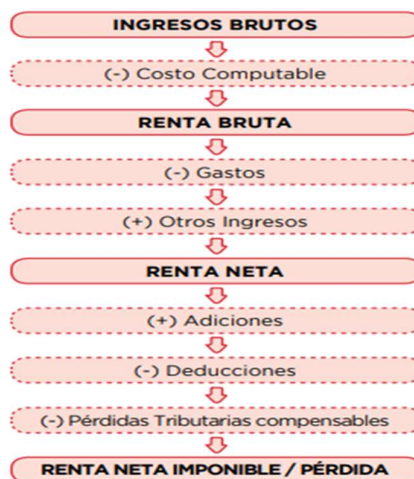 INGRESOS BRUTOS
(-) Costo Computable
RENTA BRUTA
(-) Gastos
(+) Otros Ingresos
RENTA NETA
(+) Adiciones
(-) Deducciones
(-) Pérdidas Tributarias compensables
RENTA NETA IMPONIBLE / PÉRDIDA